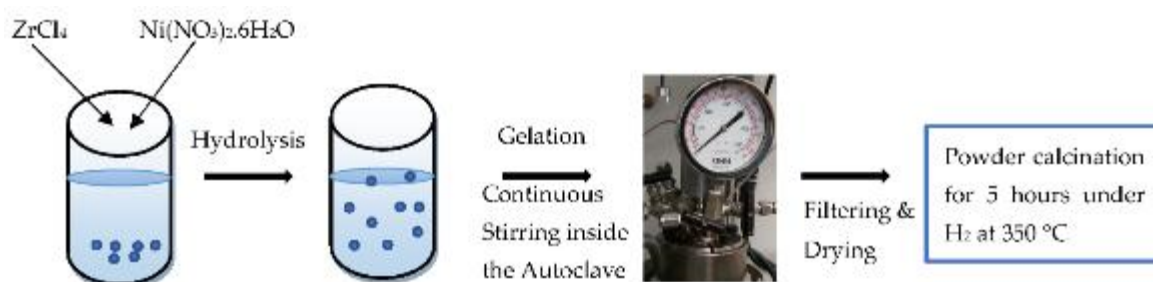 ZrCl₄
Ni(NO₃)₂.6H₂O
Hydrolysis
Gelation
Continuous
Stirring inside
the Autoclave
Filtering &
Drying
Powder calcination
for 5 hours under
H₂ at 350 °C